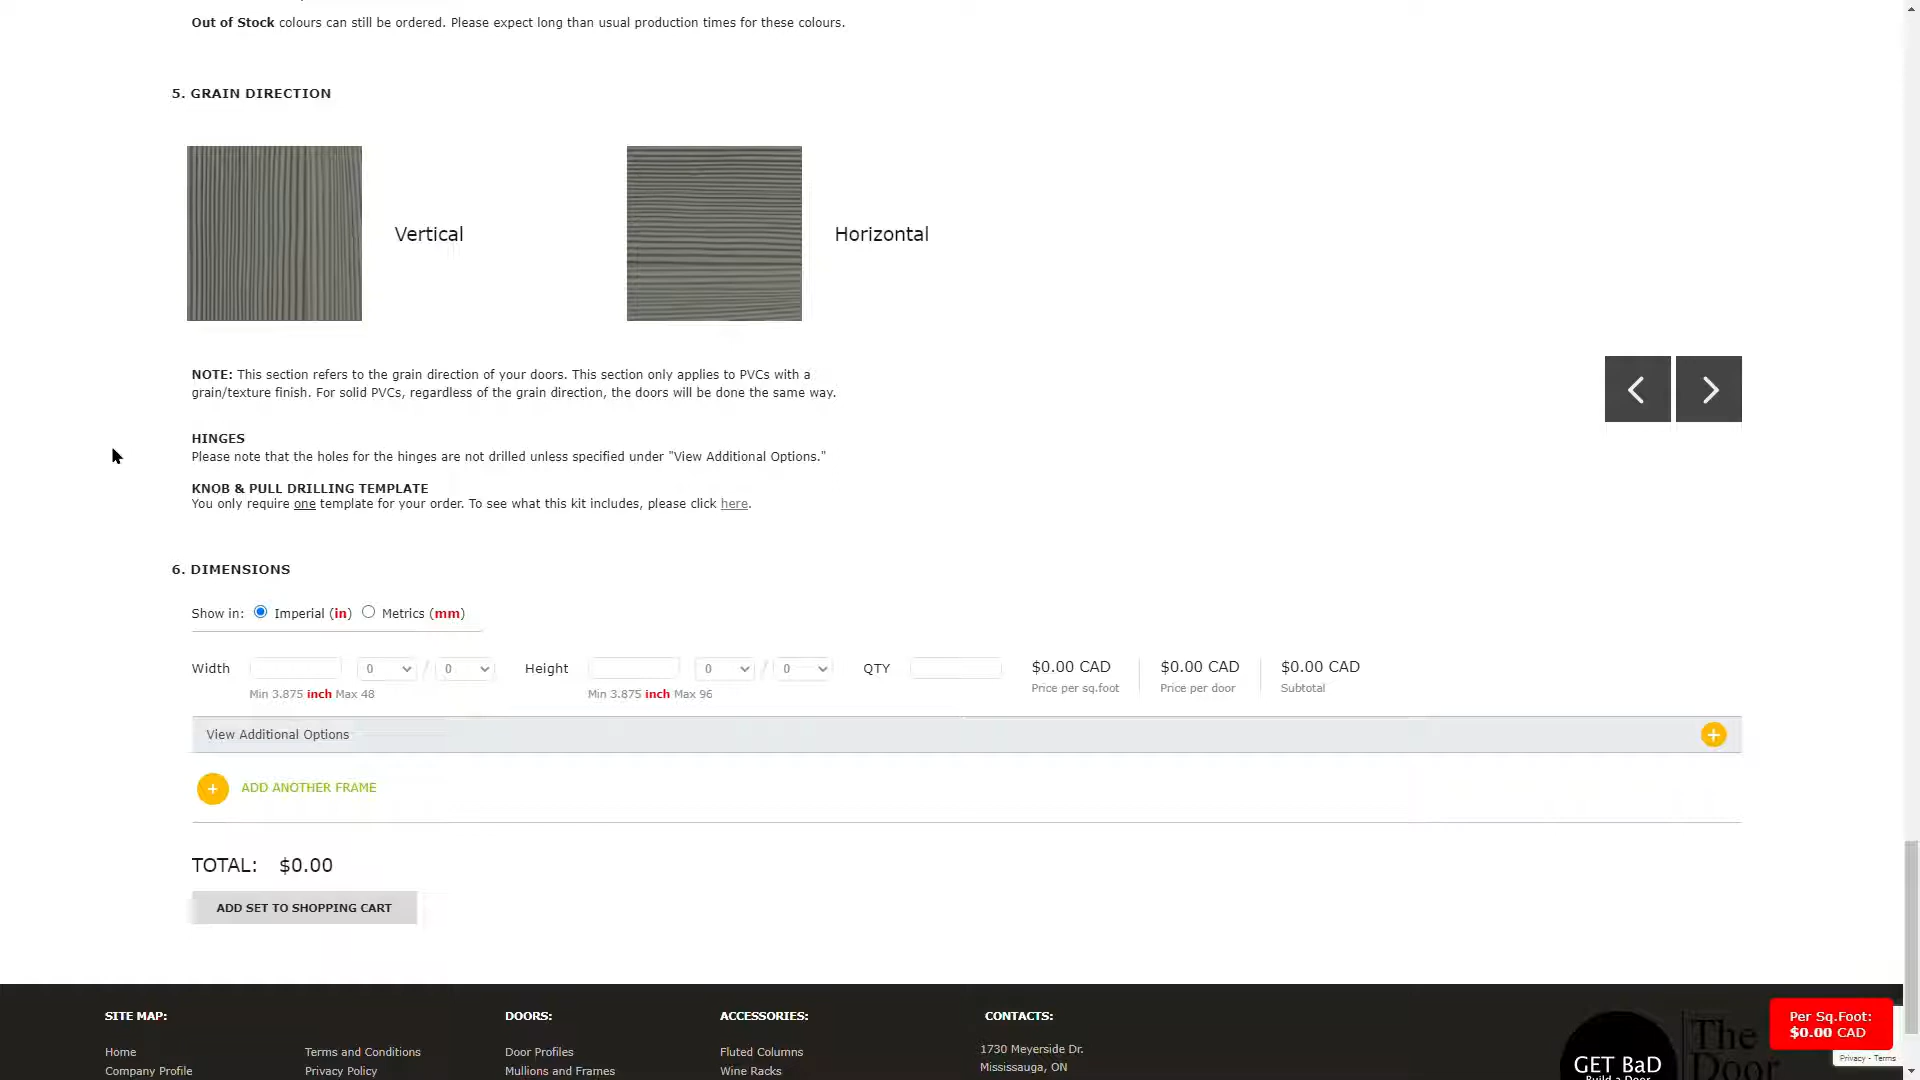 Out of Stock colours can still be ordered. Please expect long than usual production times for these colours.
5. GRAIN DIRECTION
Vertical
Horizontal
NOTE: This section refers to the grain direction of your doors. This section only applies to PVCs with a
grain/texture finish. For solid PVCs, regardless of the grain direction, the doors will be done the same way.
HINGES
Please note that the holes for the hinges are not drilled unless specified under "View Additional Options."
KNOB & PULL DRILLING TEMPLATE
You only require one template for your order. To see what this kit includes, please click here.
6. DIMENSIONS
Show in: Imperial (in) Metrics (mm)
Width 0 / 0 Height 0 / 0 QTY $0.00 CAD $0.00 CAD $0.00 CAD
Min 3.875 inch Max 48 Min 3.875 inch Max 96 Price per sq.foot Price per door Subtotal
View Additional Options +
+ ADD ANOTHER FRAME
TOTAL: $0.00
ADD SET TO SHOPPING CART
SITE MAP: DOORS: ACCESSORIES: CONTACTS:
Home Terms and Conditions Door Profiles Fluted Columns 1730 Meyerside Dr.
Company Profile Privacy Policy Mullions and Frames Wine Racks Mississauga, ON
GET BaD
Build a Door
The
Door
Per Sq.Foot:
$0.00 CAD
Privacy - Terms